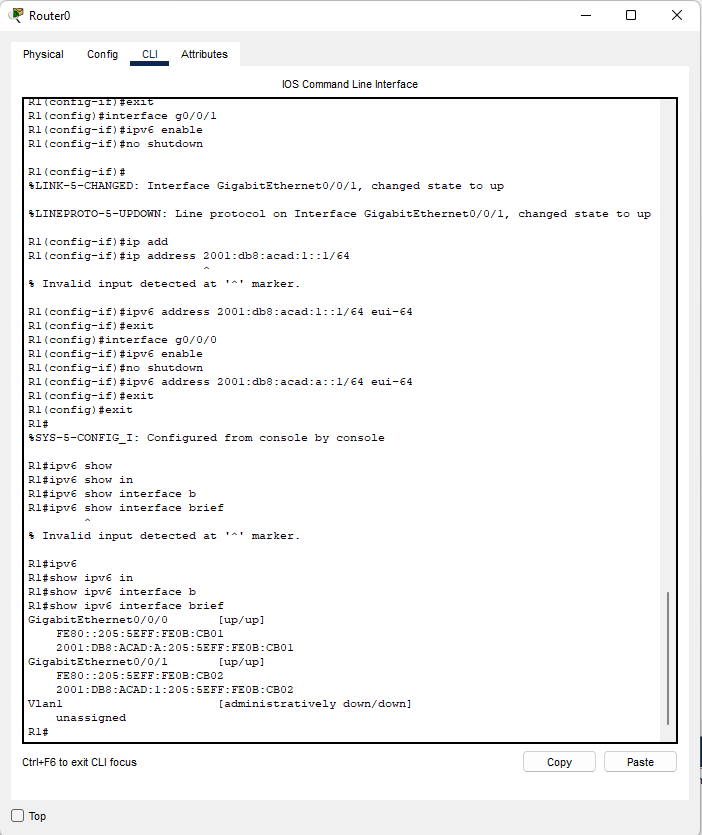 Router0
Physical Config CLI Attributes
IOS Command Line Interface
R1(config-if)#exit
R1(config)#interface g0/0/1
R1(config-if)#ipv6 enable
R1(config-if)#no shutdown
R1(config-if)#
%LINK-5-CHANGED: Interface GigabitEthernet0/0/1, changed state to up
%LINEPROTO-5-UPDOWN: Line protocol on Interface GigabitEthernet0/0/1, changed state to up
R1(config-if)#ip add
R1(config-if)#ip address 2001:db8:acad:1::1/64
^
% Invalid input detected at '^' marker.
R1(config-if)#ipv6 address 2001:db8:acad:1::1/64 eui-64
R1(config-if)#exit
R1(config)#interface g0/0/0
R1(config-if)#ipv6 enable
R1(config-if)#no shutdown
R1(config-if)#ipv6 address 2001:db8:acad:a::1/64 eui-64
R1(config-if)#exit
R1(config)#exit
R1#
%SYS-5-CONFIG_I: Configured from console by console
R1#ipv6 show
R1#ipv6 show in
R1#ipv6 show interface b
R1#ipv6 show interface brief
^
% Invalid input detected at '^' marker.
R1#ipv6
R1#show ipv6 in
R1#show ipv6 interface b
R1#show ipv6 interface brief
GigabitEthernet0/0/0 [up/up]
FE80::205:5EFF:FE0B:CB01
2001:DB8:ACAD:A:205:5EFF:FE0B:CB01
GigabitEthernet0/0/1 [up/up]
FE80::205:5EFF:FE0B:CB02
2001:DB8:ACAD:1:205:5EFF:FE0B:CB02
Vlan1 [administratively down/down]
unassigned
R1#
Ctrl+F6 to exit CLI focus
Copy Paste
Top